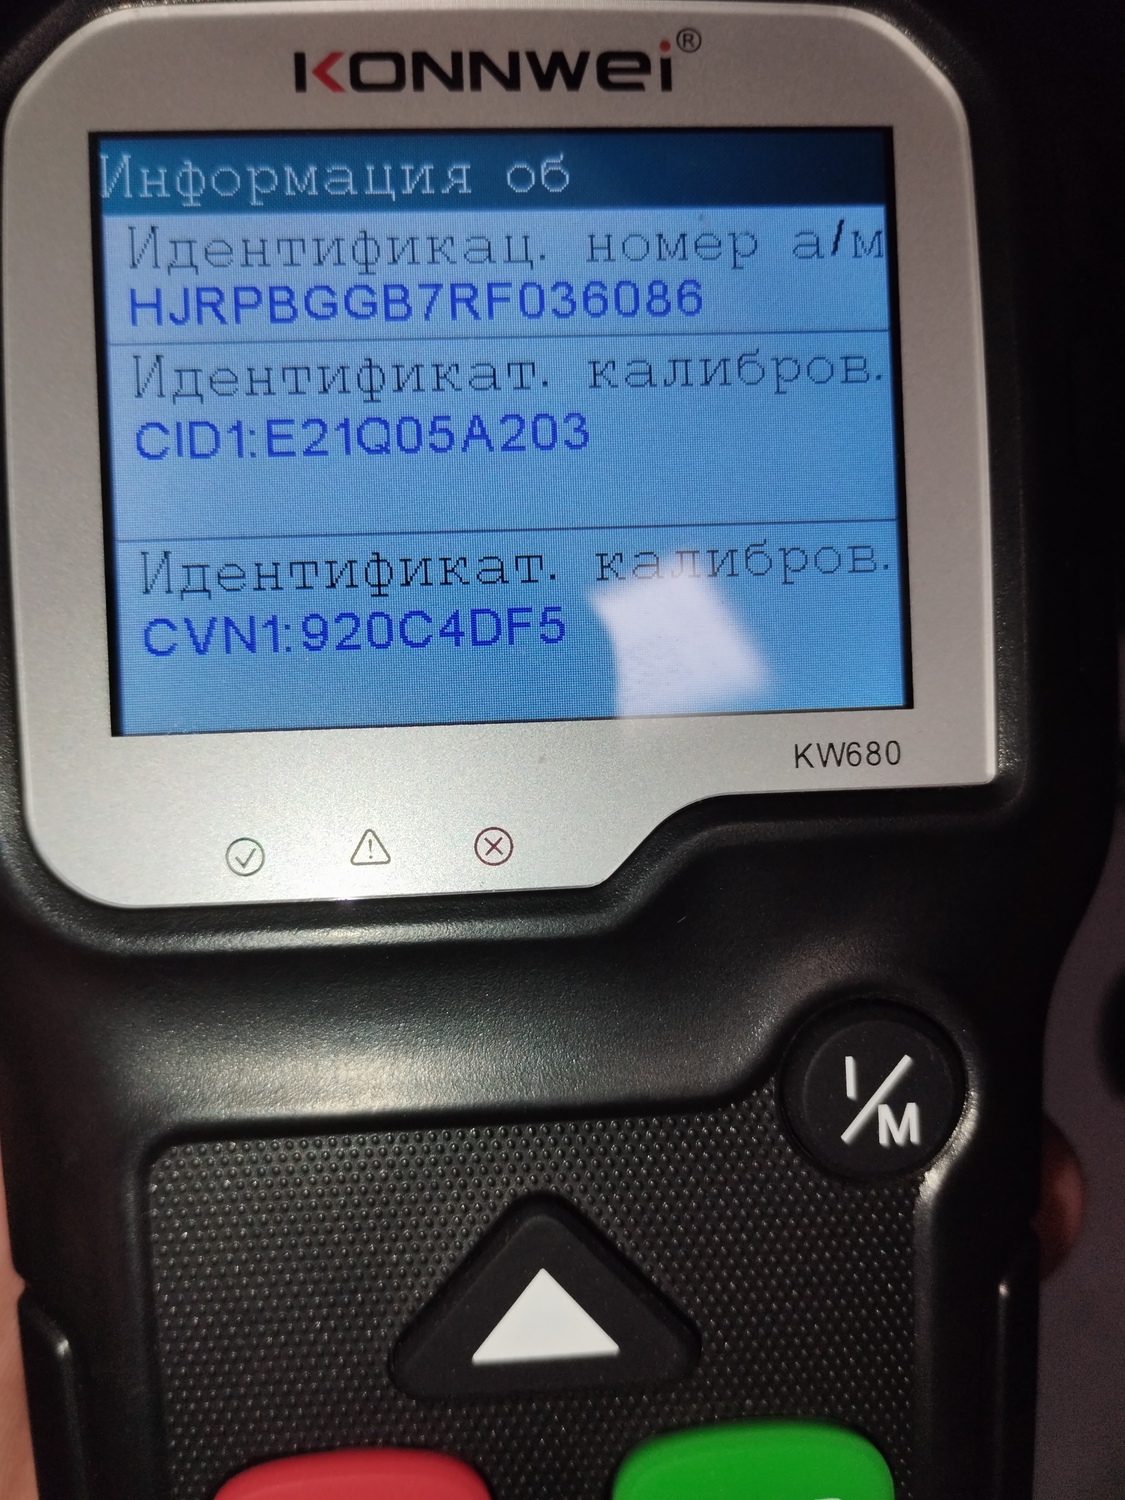 KONNWEI®
Информация об
Идентификац. номер а/м
HJRPBGGB7RF036086
Идентификат. калибров.
CID1:E21Q05A203
Идентификат. калибров.
CVN1:920C4DF5
KW680
I/M